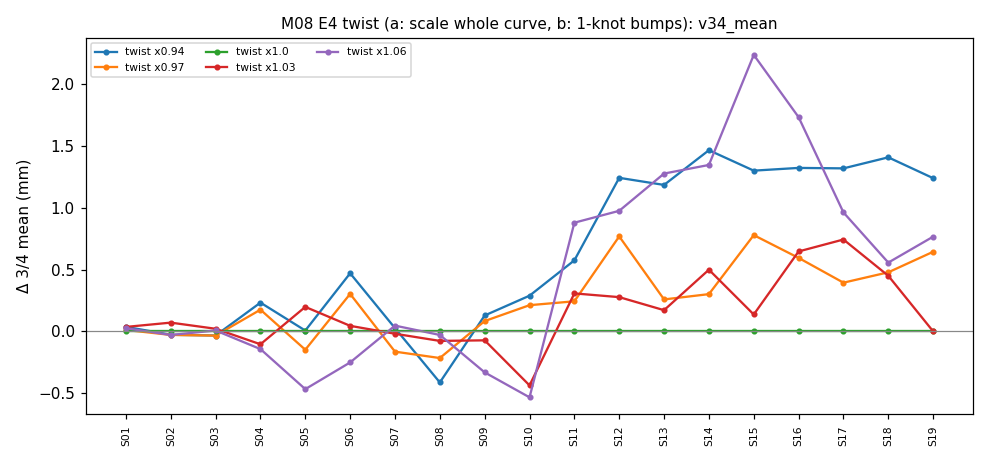 M08 E4 twist (a: scale whole curve, b: 1-knot bumps): v34_mean
twist x0.94
twist x0.97
twist x1.0
twist x1.03
twist x1.06
Δ 3/4 mean (mm)
2.0
1.5
1.0
0.5
0.0
−0.5
S01
S02
S03
S04
S05
S06
S07
S08
S09
S10
S11
S12
S13
S14
S15
S16
S17
S18
S19